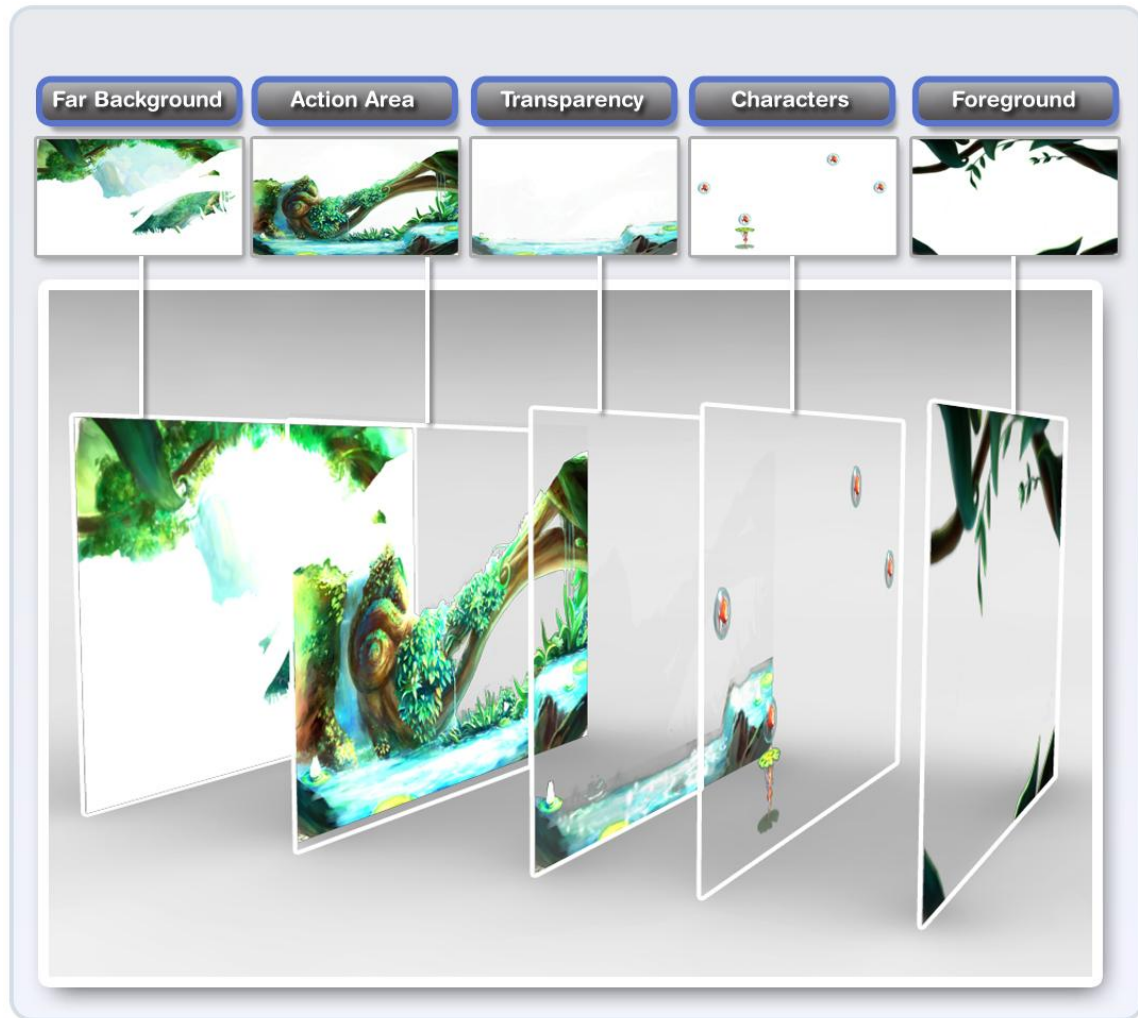 Far Background
Action Area
Transparency
Characters
Foreground